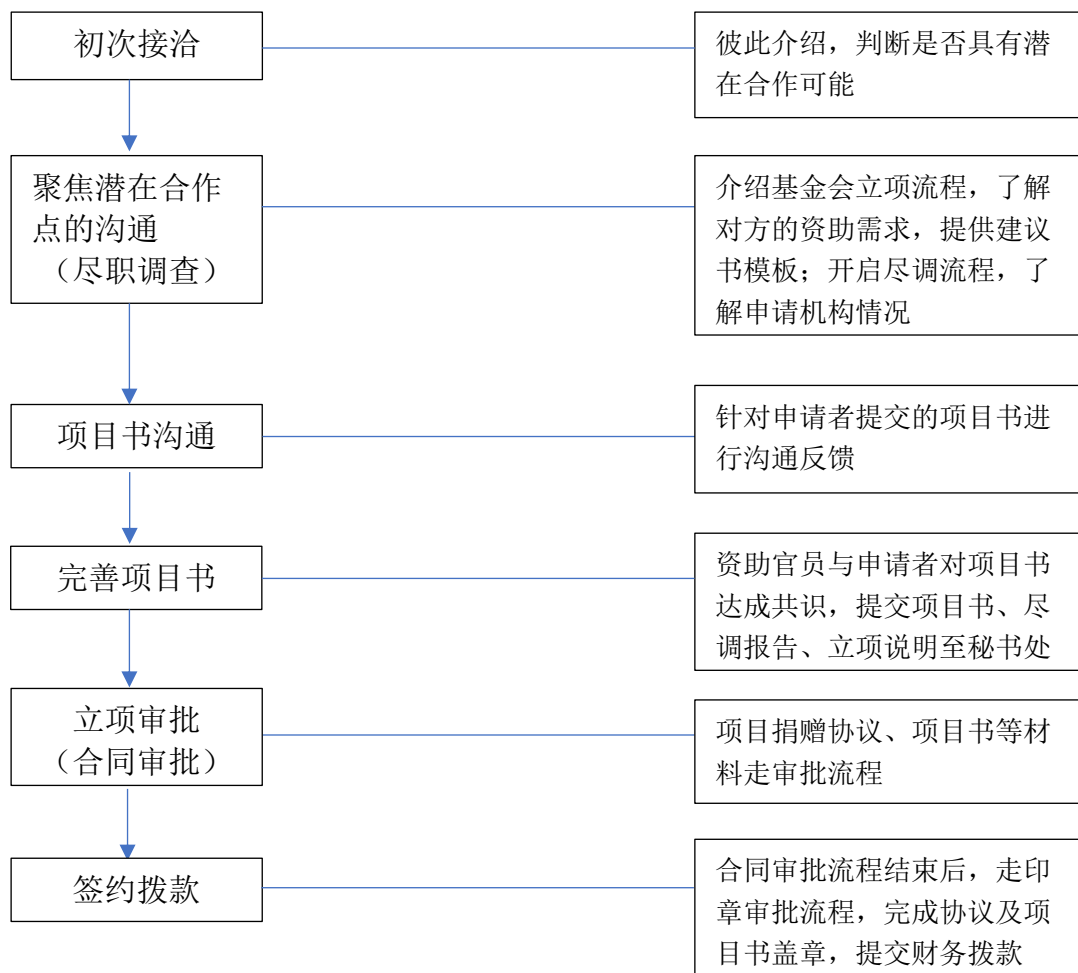 初次接洽
彼此介绍，判断是否具有潜
在合作可能
聚焦潜在合作
点的沟通
（尽职调查）
介绍基金会立项流程，了解
对方的资助需求，提供建议
书模板；开启尽调流程，了
解申请机构情况
项目书沟通
针对申请者提交的项目书进
行沟通反馈
完善项目书
资助官员与申请者对项目书
达成共识，提交项目书、尽
调报告、立项说明至秘书处
立项审批
（合同审批）
项目捐赠协议、项目书等材
料走审批流程
签约拨款
合同审批流程结束后，走印
章审批流程，完成协议及项
目书盖章，提交财务拨款